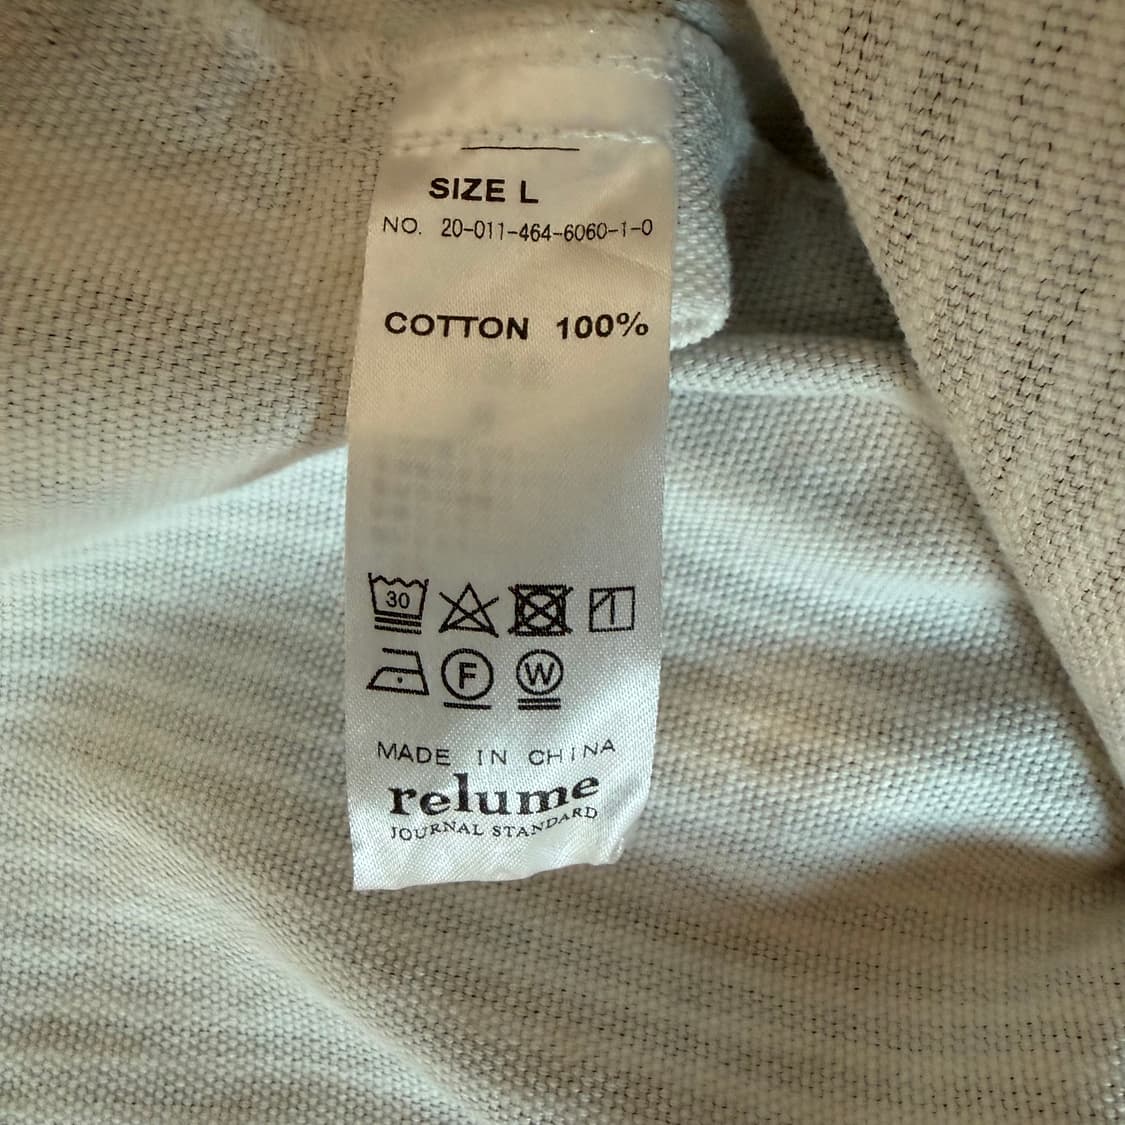 SIZE L
NO. 20-011-464-6060-1-0
COTTON 100%
30
F W
MADE IN CHINA
relume
JOURNAL STANDARD